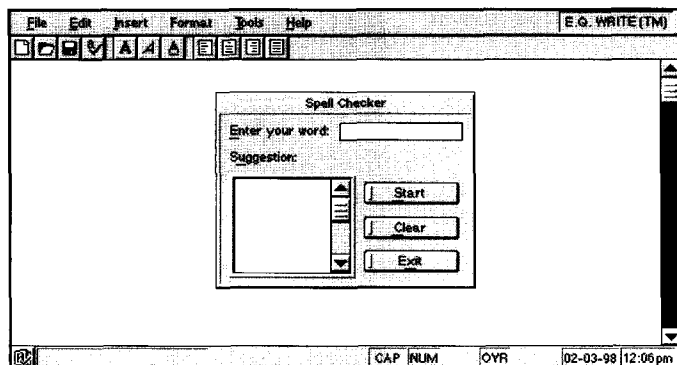 File Edit Insert Format Tools Help E.Q. WRITE(TM)
A A A
Spell Checker
Enter your word:
Suggestion:
Start
Clear
Exit
CAP NUM OVR 02-03-98 12:06pm